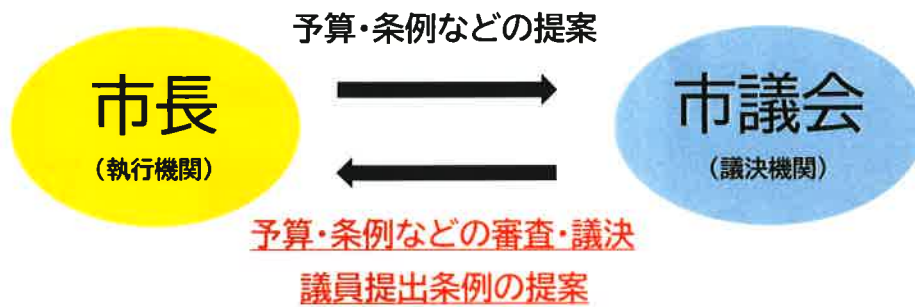 予算・条例などの提案
市長
（執行機関）
市議会
（議決機関）
予算・条例などの審査・議決
議員提出条例の提案